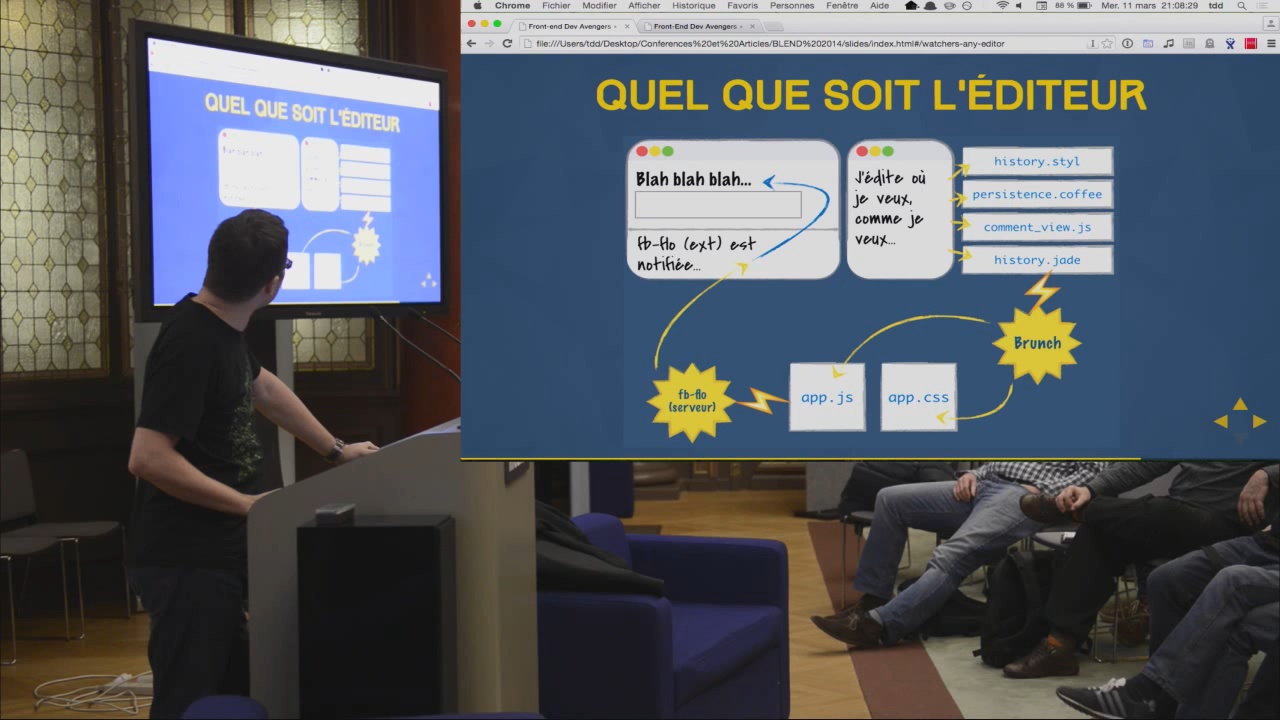 Chrome Fichier Modifier Afficher Historique Favoris Personnes Fenêtre Aide 88 % Mer. 11 mars 21:08:29 tdd
Front-end Dev Avengers - Front-End Dev Avengers -
file:///Users/tdd/Desktop/Conferences%20et%20Articles/BLEND%202014/slides/index.html#/watchers-any-editor
QUEL QUE SOIT L'ÉDITEUR
Blah blah blah...
fb-flo (ext) est
notifiée...
J'édite où
je veux,
comme je
veux...
history.styl
persistence.coffee
comment_view.js
history.jade
Brunch
fb-flo
(serveur)
app.js
app.css
QUEL QUE SOIT L'ÉDITEUR